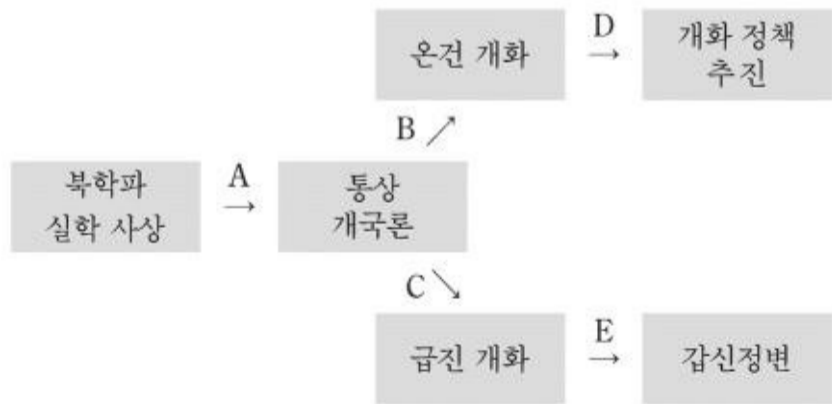 온건 개화
D
→
개화 정책
추진
B ↗
북학파
실학 사상
A
→
통상
개국론
C ↘
급진 개화
E
→
갑신정변